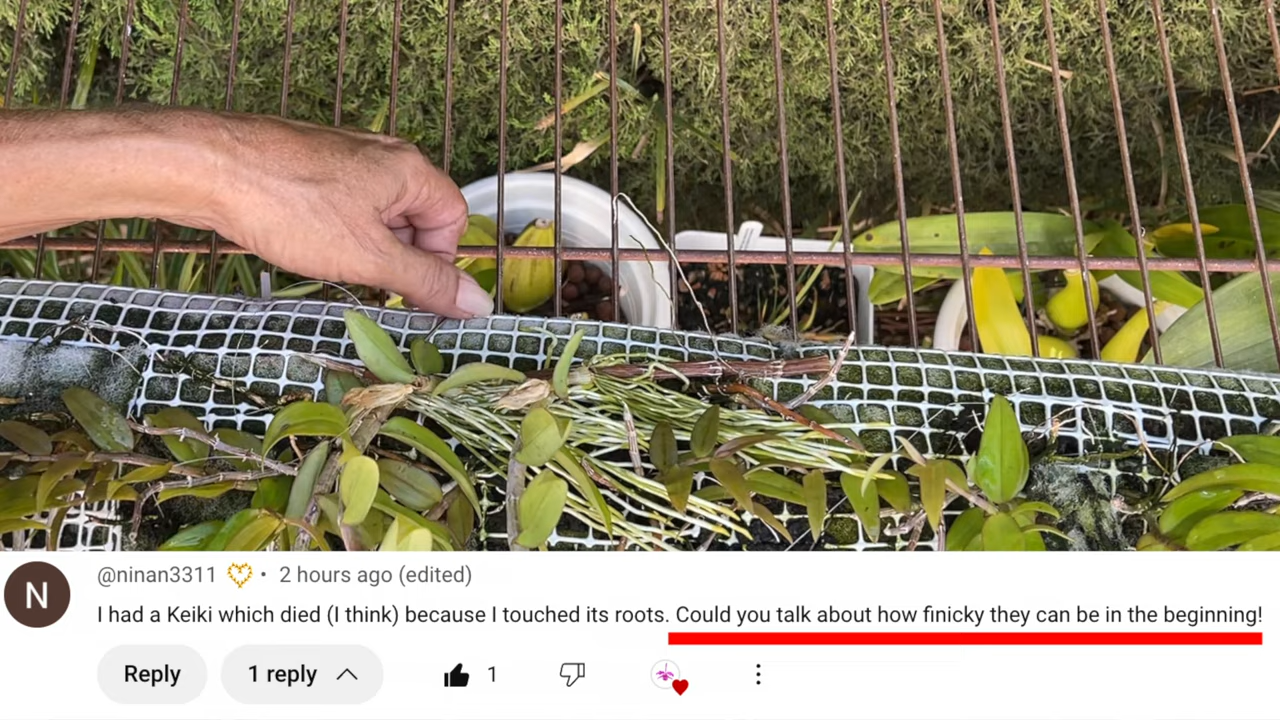 N
@ninan3311 • 2 hours ago (edited)
I had a Keiki which died (I think) because I touched its roots. Could you talk about how finicky they can be in the beginning!
Reply 1 reply 1